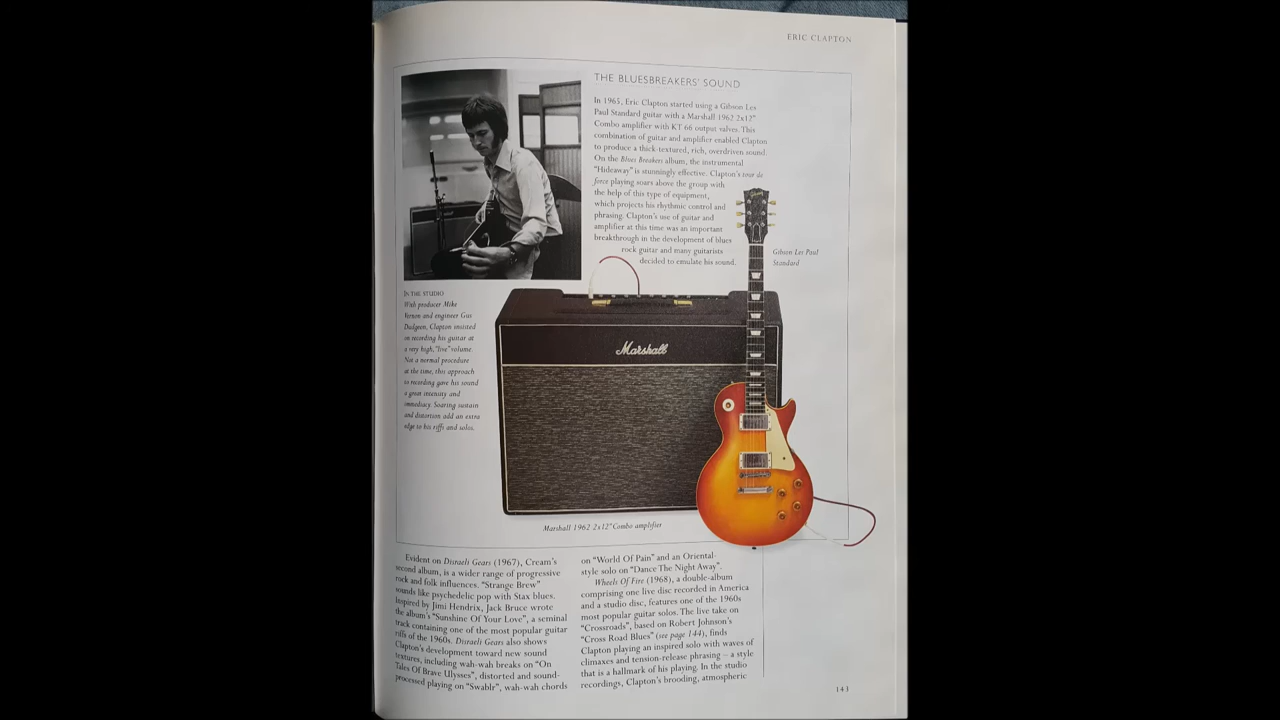 ERIC CLAPTON
THE BLUESBREAKERS' SOUND
In 1965, Eric Clapton started using a Gibson Les
Paul Standard guitar with a Marshall 1962 2x12"
Combo amplifier with KT 66 output valves. This
combination of guitar and amplifier enabled Clapton
to produce a thick-textured, rich, overdriven sound.
On the Blues Breakers album, the instrumental
"Hideaway" is stunningly effective. Clapton's tour de
force playing soars above the group with
the help of this type of equipment,
which projects his rhythmic control and
phrasing. Clapton's use of guitar and
amplifier at this time was an important
breakthrough in the development of blues
rock guitar and many guitarists
decided to emulate his sound.
Gibson
Gibson Les Paul
Standard
IN THE STUDIO
With producer Mike
Vernon and engineer Gus
Dudgeon, Clapton insisted
on recording his guitar at
a very high, "live" volume.
Not a normal procedure
at the time, this approach
to recording gave his sound
a great intensity and
immediacy. Soaring sustain
and distortion add an extra
edge to his riffs and solos.
Marshall
Marshall 1962 2x12" Combo amplifier
Evident on Disraeli Gears (1967), Cream's
second album, is a wider range of progressive
rock and folk influences. "Strange Brew"
sounds like psychedelic pop with Stax blues.
Inspired by Jimi Hendrix, Jack Bruce wrote
the album's "Sunshine Of Your Love", a seminal
track containing one of the most popular guitar
riffs of the 1960s. Disraeli Gears also shows
Clapton's development toward new sound
textures, including wah-wah breaks on "On
Tales Of Brave Ulysses", distorted and sound-
processed playing on "Swablr", wah-wah chords
on "World Of Pain" and an Oriental-
style solo on "Dance The Night Away".
Wheels Of Fire (1968), a double-album
comprising one live disc recorded in America
and a studio disc, features one of the 1960s
most popular guitar solos. The live take on
"Crossroads", based on Robert Johnson's
"Cross Road Blues" (see page 144), finds
Clapton playing an inspired solo with waves of
climaxes and tension-release phrasing – a style
that is a hallmark of his playing. In the studio
recordings, Clapton's brooding, atmospheric
143